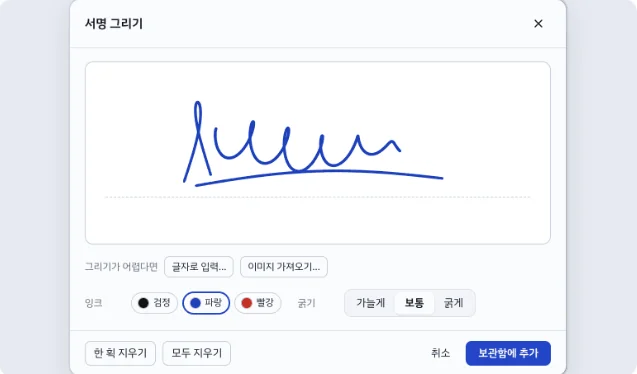 서명 그리기
그리기가 어렵다면 글자로 입력... 이미지 가져오기...
잉크 검정 파랑 빨강 굵기 가늘게 보통 굵게
한 획 지우기 모두 지우기 취소 보관함에 추가